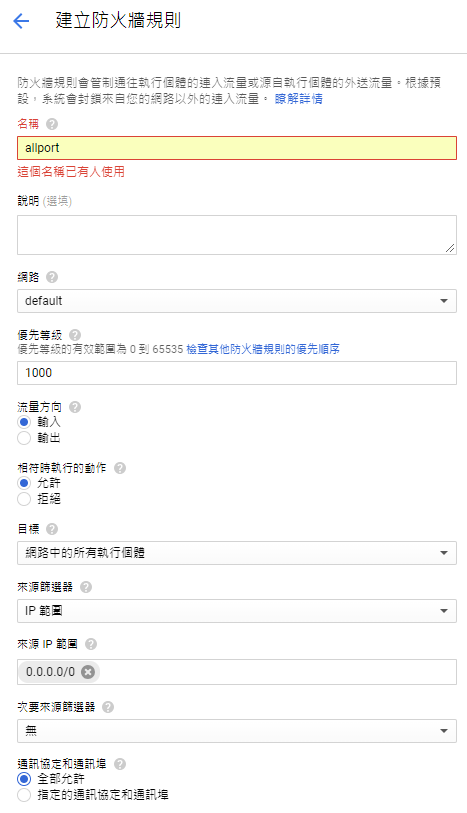 建立防火牆規則
防火牆規則會管制通往執行個體的連入流量或源自執行個體的外送流量。根據預
設，系統會封鎖來自您的網路以外的連入流量。 瞭解詳情
名稱
allport
這個名稱已有人使用
說明 (選填)
網路
default
優先等級
優先等級的有效範圍為 0 到 65535 檢查其他防火牆規則的優先順序
1000
流量方向
輸入
輸出
相符時執行的動作
允許
拒絕
目標
網路中的所有執行個體
來源篩選器
IP 範圍
來源 IP 範圍
0.0.0.0/0
次要來源篩選器
無
通訊協定和通訊埠
全部允許
指定的通訊協定和通訊埠